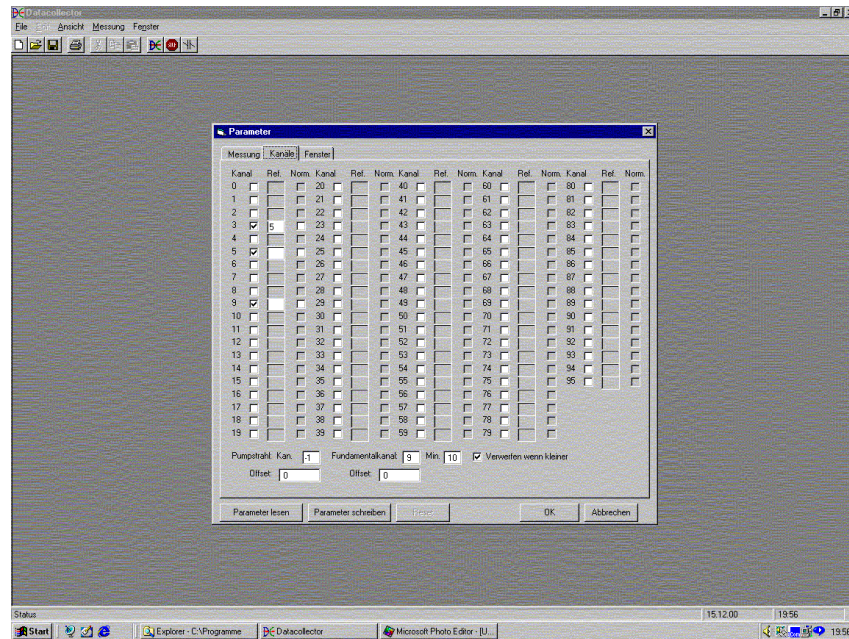 Datacollector
File Edit Ansicht Messung Fenster
Parameter
Messung Kanäle Fenster
Kanal Ref. Norm. Kanal Ref. Norm. Kanal Ref. Norm. Kanal Ref. Norm. Kanal Ref. Norm.
0 20 40 60 80
1 21 41 61 81
2 22 42 62 82
3 5 23 43 63 83
4 24 44 64 84
5 25 45 65 85
6 26 46 66 86
7 27 47 67 87
8 28 48 68 88
9 29 49 69 89
10 30 50 70 90
11 31 51 71 91
12 32 52 72 92
13 33 53 73 93
14 34 54 74 94
15 35 55 75 95
16 36 56 76
17 37 57 77
18 38 58 78
19 39 59 79
Pumpstrahl: Kan. -1 Fundamentalkanal: 9 Min. 10 Verwerfen wenn kleiner
Offset: 0 Offset: 0
Parameter lesen Parameter schreiben Reset OK Abbrechen
Status 15.12.00 19:56
Start Explorer - C:\Programme Datacollector Microsoft Photo Editor - [U... 19:56